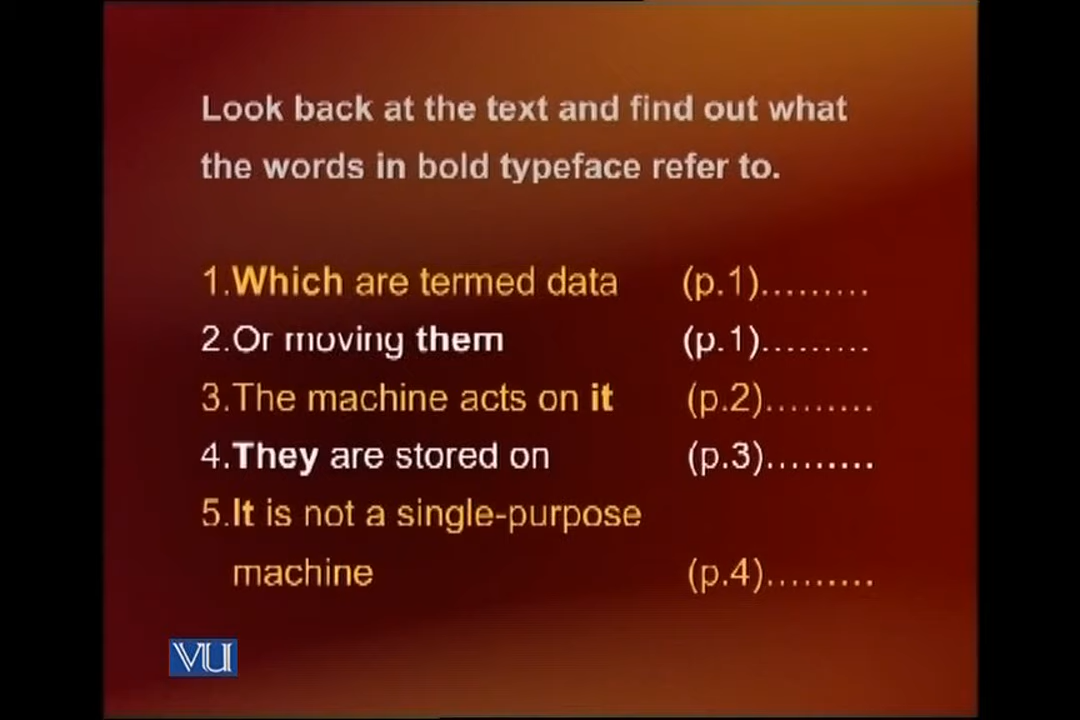 Look back at the text and find out what
the words in bold typeface refer to.
1.Which are termed data (p.1).........
2.Or moving them (p.1).........
3.The machine acts on it (p.2).........
4.They are stored on (p.3).........
5.It is not a single-purpose
machine (p.4).........
VU